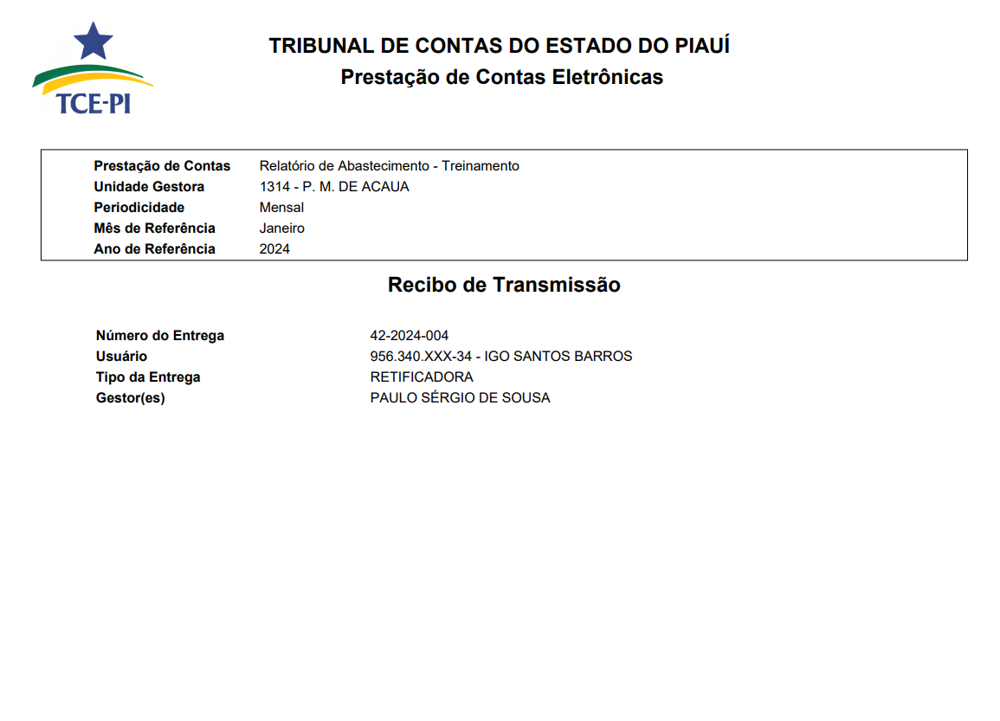 TCE-PI
TRIBUNAL DE CONTAS DO ESTADO DO PIAUÍ
Prestação de Contas Eletrônicas
Prestação de Contas Relatório de Abastecimento - Treinamento
Unidade Gestora 1314 - P. M. DE ACAUA
Periodicidade Mensal
Mês de Referência Janeiro
Ano de Referência 2024
Recibo de Transmissão
Número do Entrega 42-2024-004
Usuário 956.340.XXX-34 - IGO SANTOS BARROS
Tipo da Entrega RETIFICADORA
Gestor(es) PAULO SÉRGIO DE SOUSA